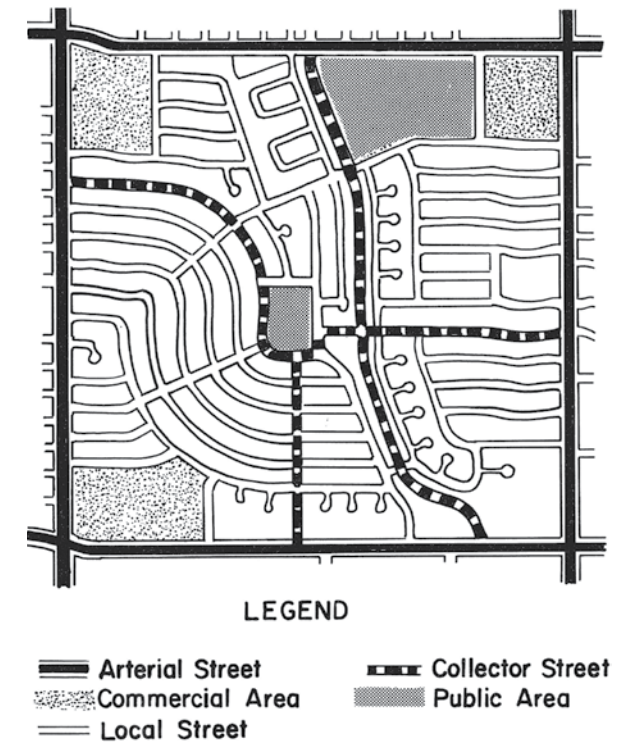 LEGEND
Arterial Street
Collector Street
Commercial Area
Public Area
Local Street